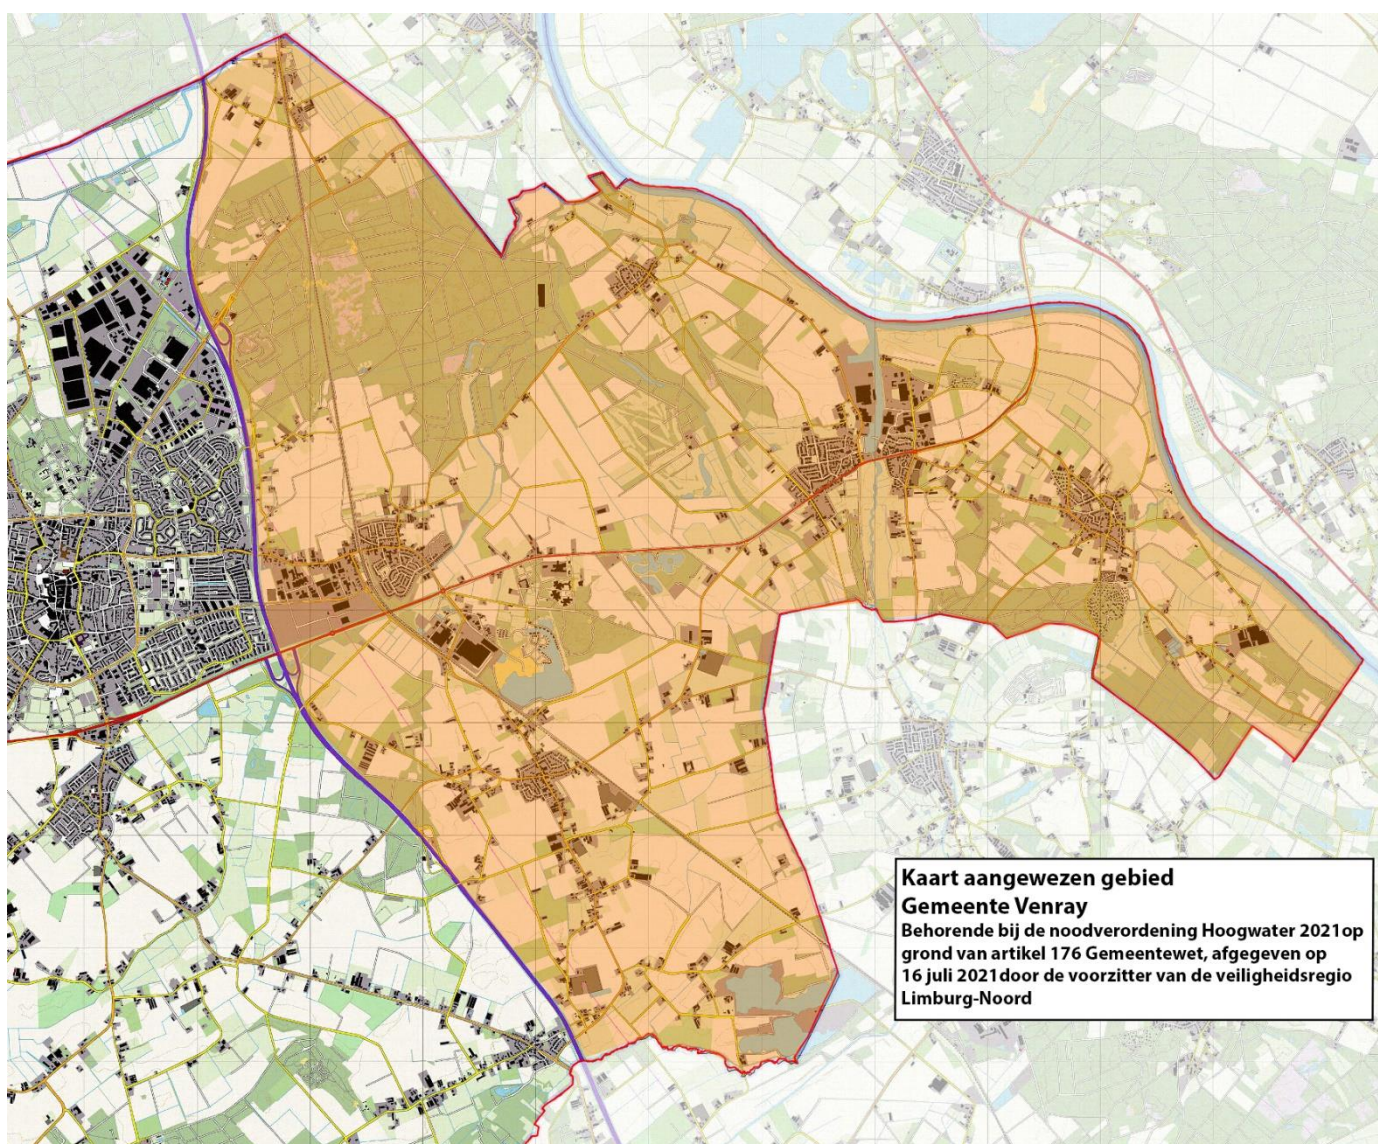 Kaart aangewezen gebied
Gemeente Venray
Behorende bij de noodverordening Hoogwater 2021op
grond van artikel 176 Gemeentewet, afgegeven op
16 juli 2021door de voorzitter van de veiligheidsregio
Limburg-Noord